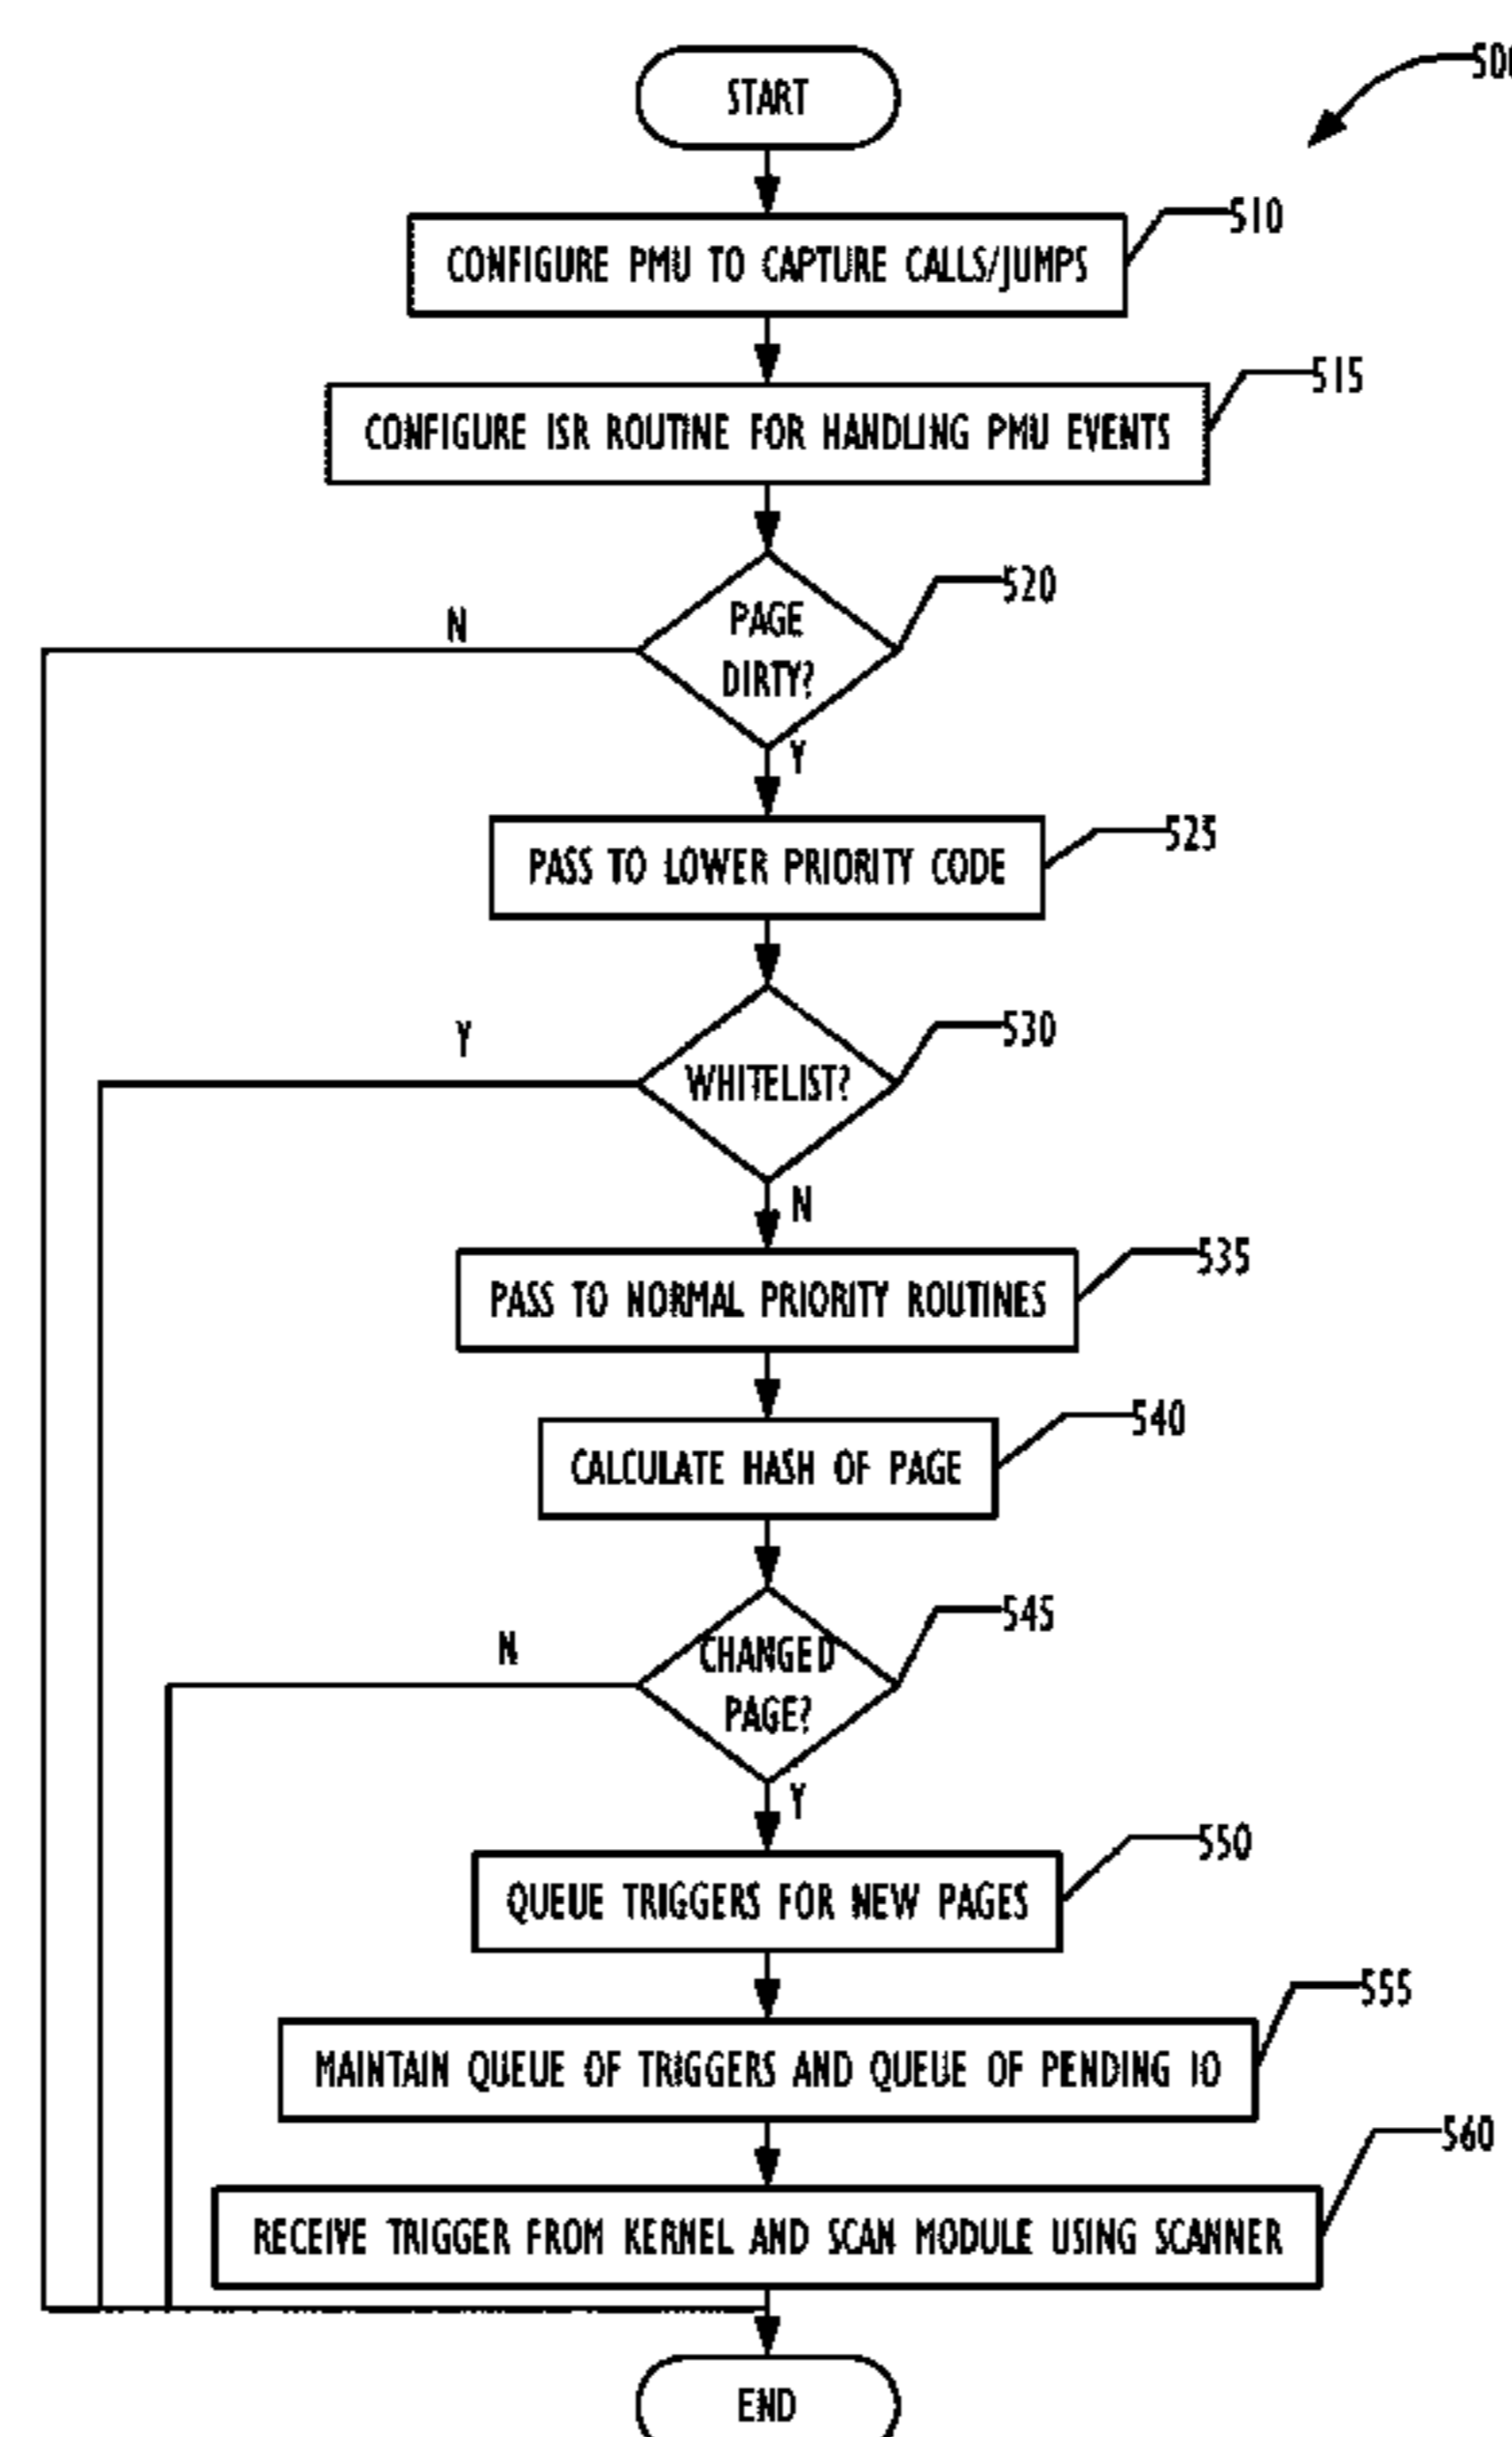 START
500
CONFIGURE PMU TO CAPTURE CALLS/JUMPS
510
CONFIGURE ISR ROUTINE FOR HANDLING PMU EVENTS
515
PAGE
DIRTY?
520
N
Y
PASS TO LOWER PRIORITY CODE
525
WHITELIST?
530
Y
N
PASS TO NORMAL PRIORITY ROUTINES
535
CALCULATE HASH OF PAGE
540
CHANGED
PAGE?
545
N
Y
QUEUE TRIGGERS FOR NEW PAGES
550
MAINTAIN QUEUE OF TRIGGERS AND QUEUE OF PENDING IO
555
RECEIVE TRIGGER FROM KERNEL AND SCAN MODULE USING SCANNER
560
END